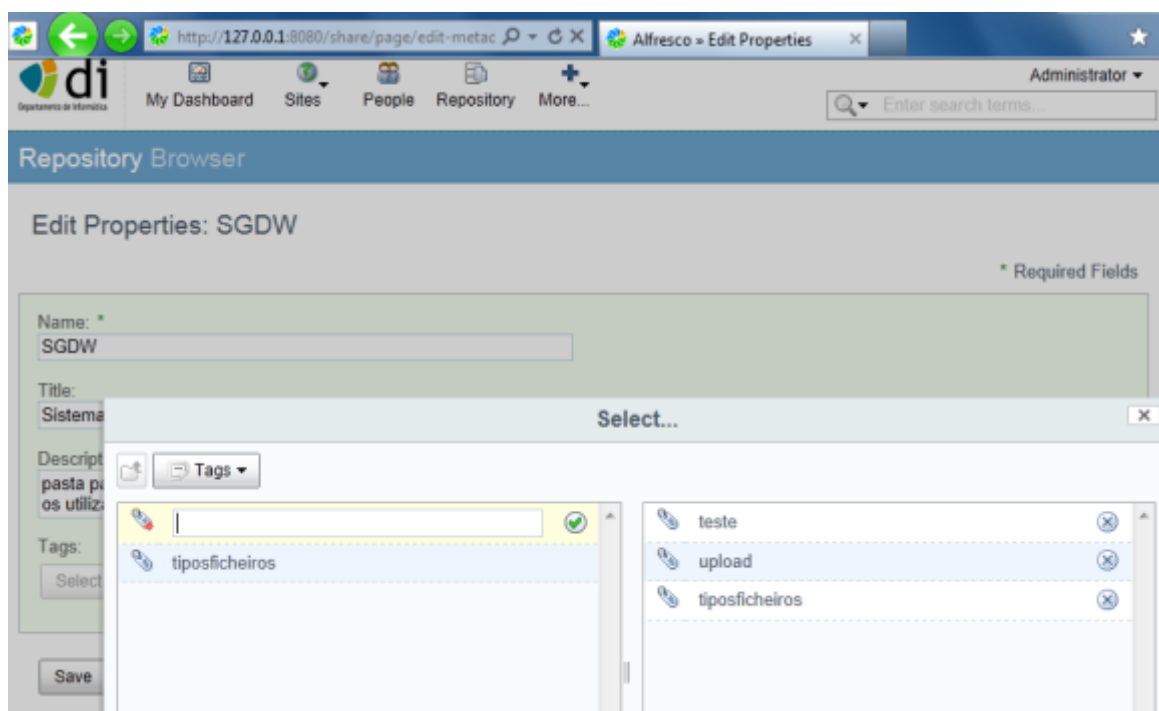 http://127.0.0.1:8080/share/page/edit-metac
Alfresco » Edit Properties
di
Departamento de Informática
My Dashboard
Sites
People
Repository
More...
Administrator
Enter search terms...
Repository Browser
Edit Properties: SGDW
* Required Fields
Name: *
SGDW
Title:
Sistema
Select...
Descript
pasta pa
os utiliza
Tags
Tags:
Select
tiposficheiros
teste
upload
tiposficheiros
Save